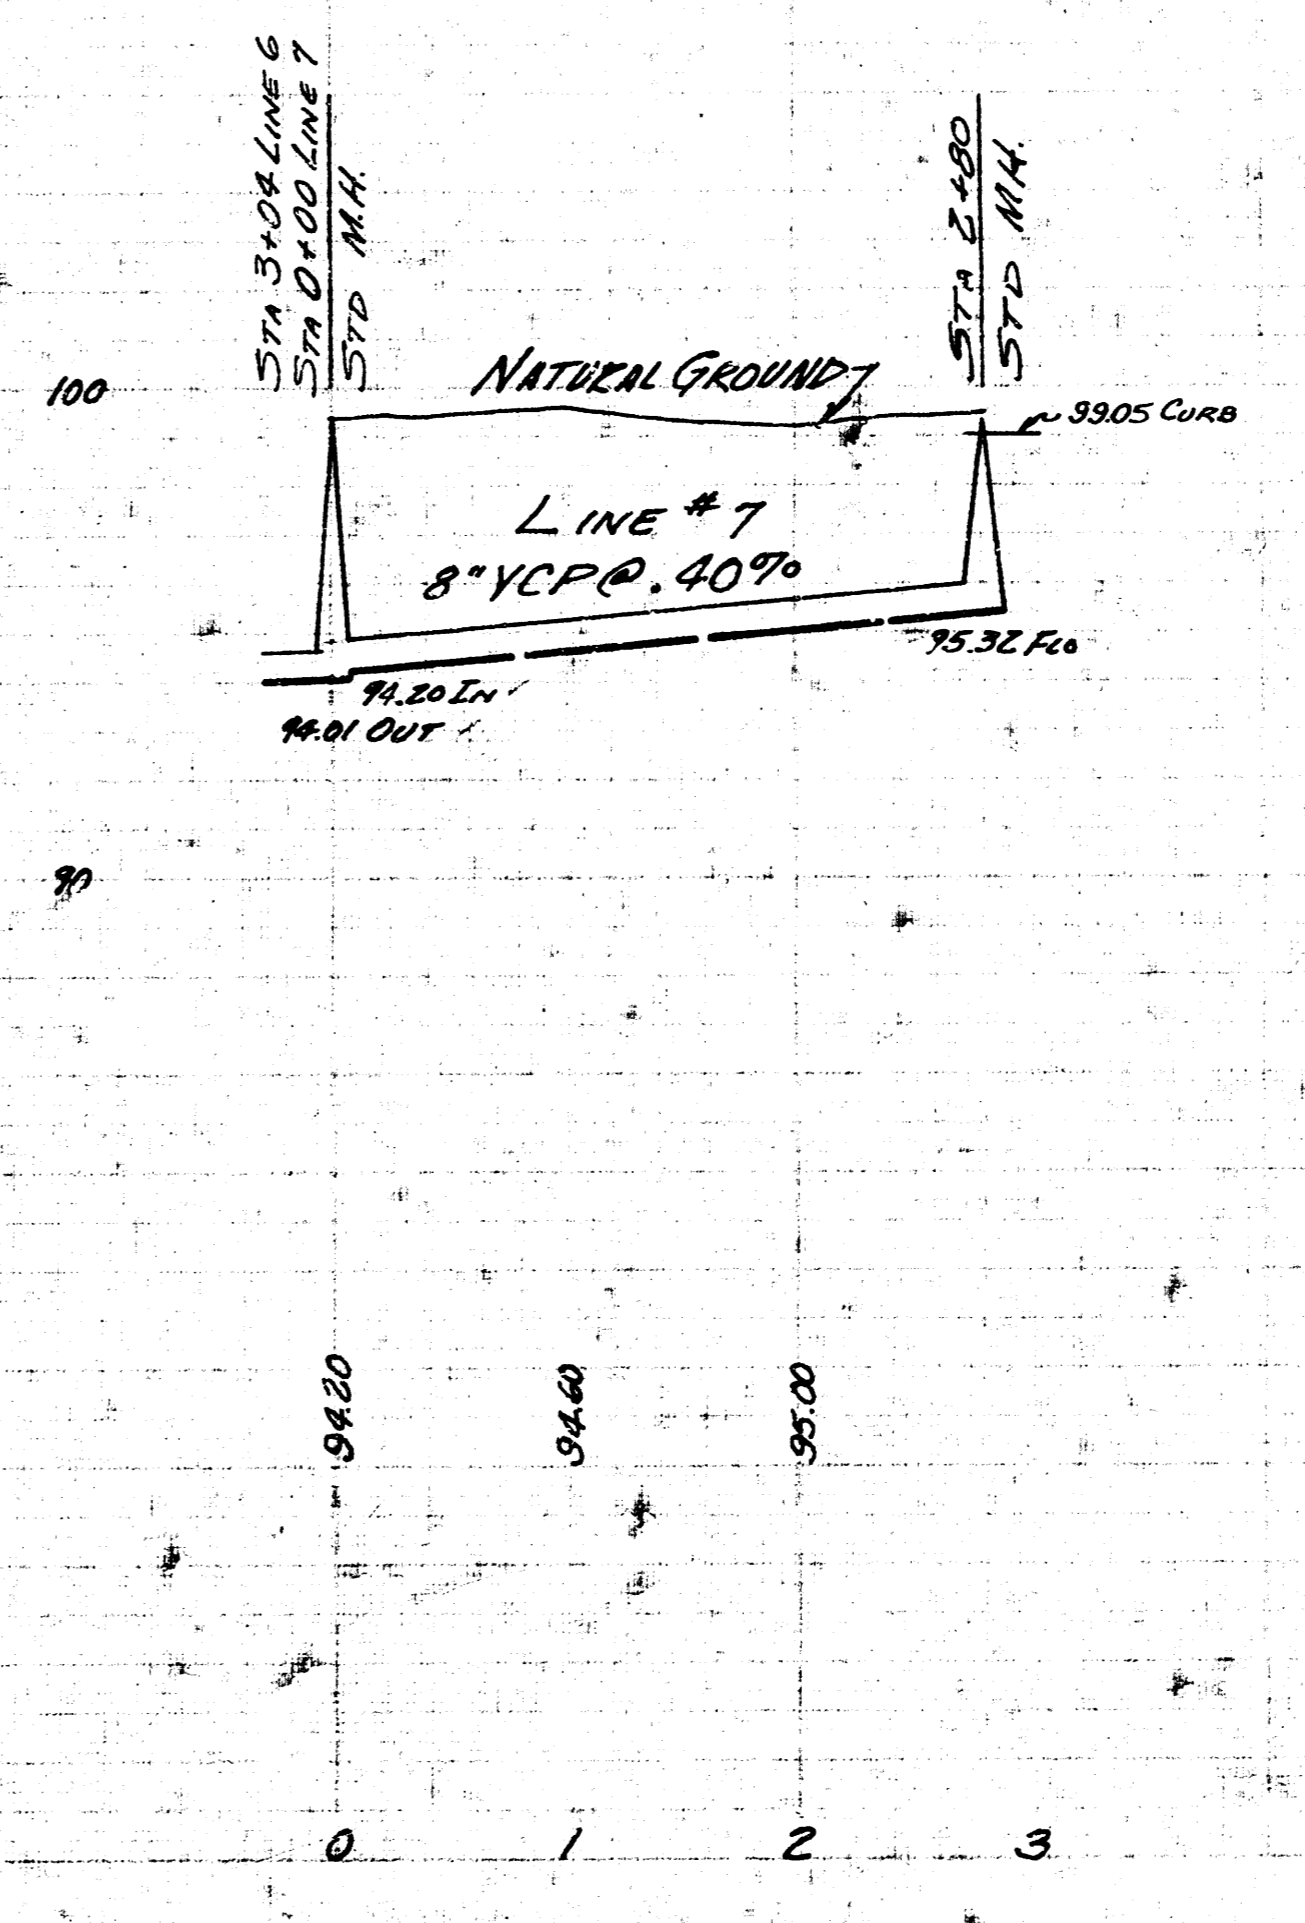 STA 3+04 LINE 6
STA 0+00 LINE 7
STD M.H.
STA 2+80
STD M.H.
100
NATURAL GROUND
99.05 CURB
LINE # 7
8" VCP @ .40%
95.32 FLO
94.20 IN
94.01 OUT
90
94.20
94.60
95.00
0 1 2 3